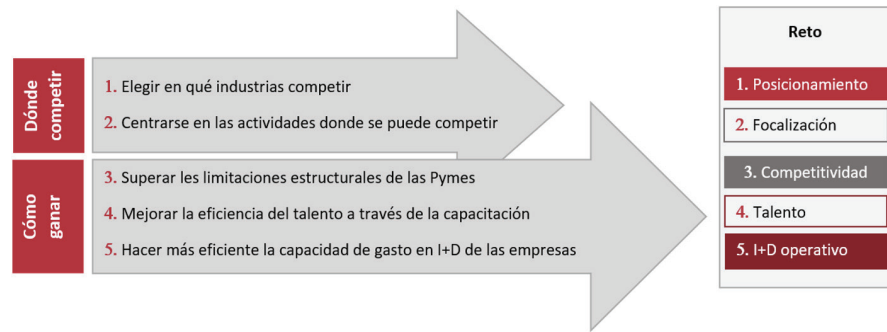 Dónde
competir
1. Elegir en qué industrias competir
2. Centrarse en las actividades donde se puede competir
Cómo
ganar
3. Superar les limitaciones estructurales de las Pymes
4. Mejorar la eficiencia del talento a través de la capacitación
5. Hacer más eficiente la capacidad de gasto en I+D de las empresas
Reto
1. Posicionamiento
2. Focalización
3. Competitividad
4. Talento
5. I+D operativo